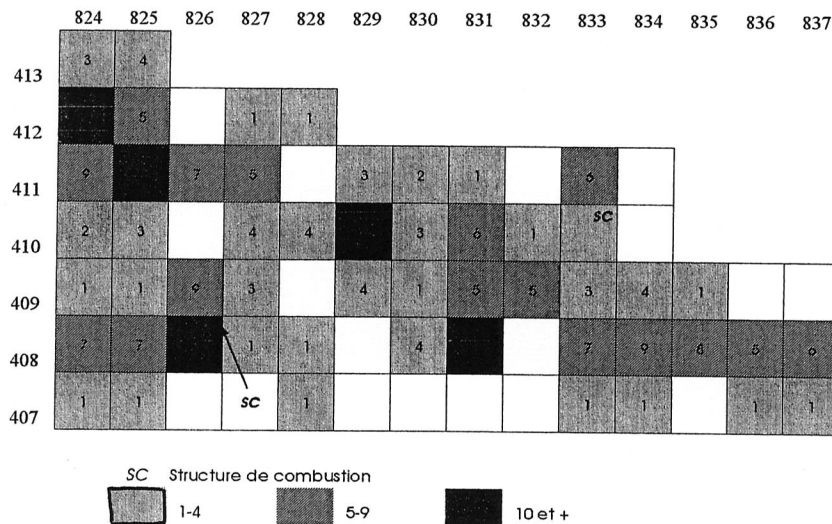 824 825 826 827 828 829 830 831 832 833 834 835 836 837
413 3 4
412 5 1 1
411 9 7 5 3 2 1 6
SC
410 2 3 4 4 3 6 1
409 1 1 6 3 4 1 5 5 3 4 1
408 7 7 1 1 4 7 9 6 5 6
407 1 1 SC 1 1 1 1 1
SC Structure de combustion
1-4 5-9 10 et +